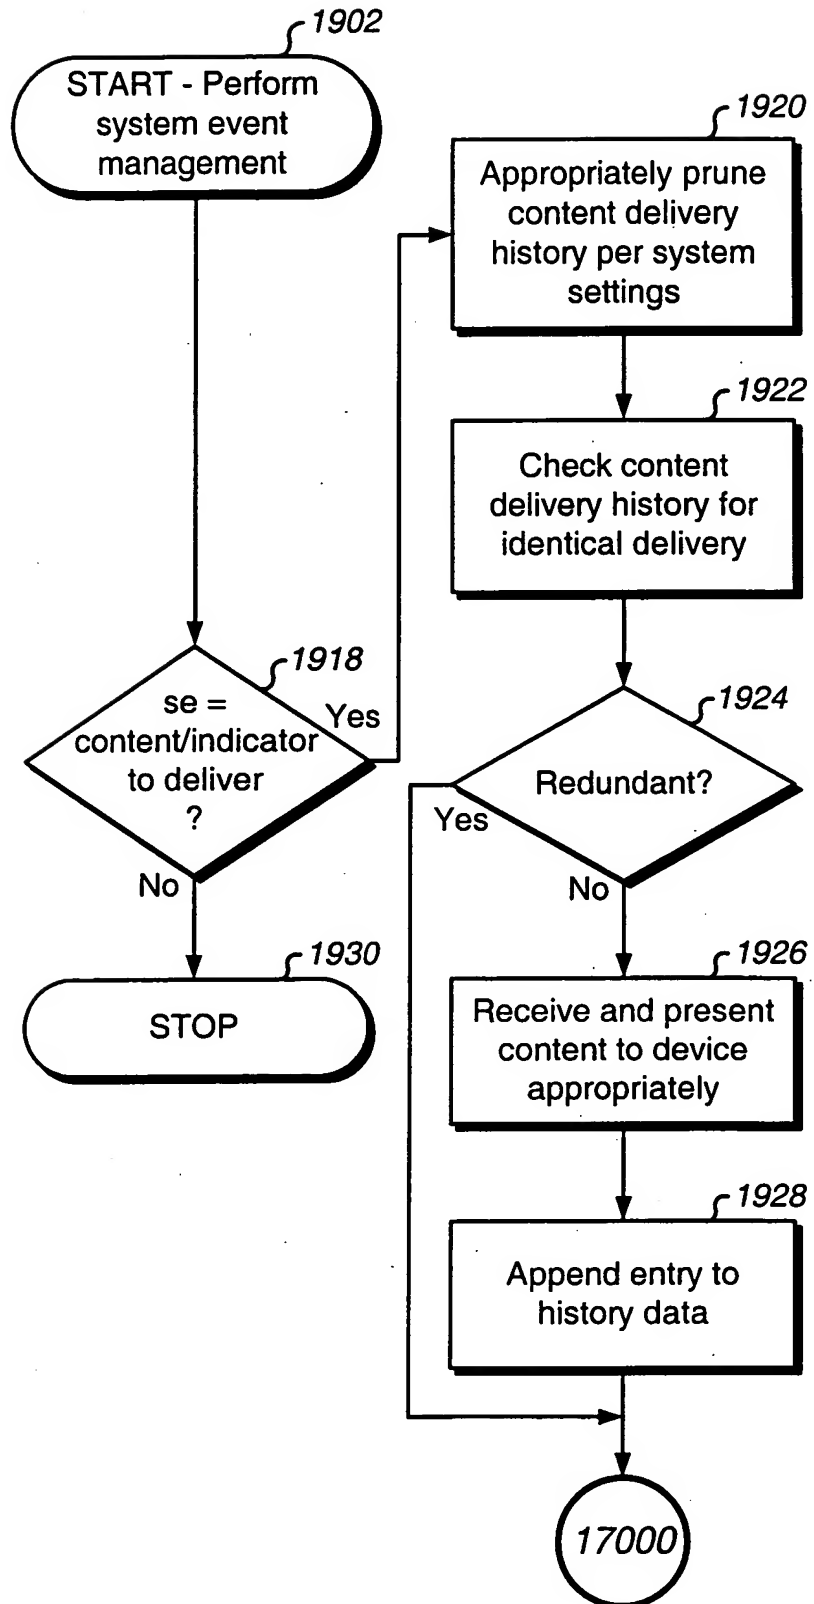 1902
START - Perform
system event
management
1920
Appropriately prune
content delivery
history per system
settings
1922
Check content
delivery history for
identical delivery
1918
se =
content/indicator
to deliver
?
Yes
No
1924
Redundant?
Yes
No
1930
STOP
1926
Receive and present
content to device
appropriately
1928
Append entry to
history data
17000